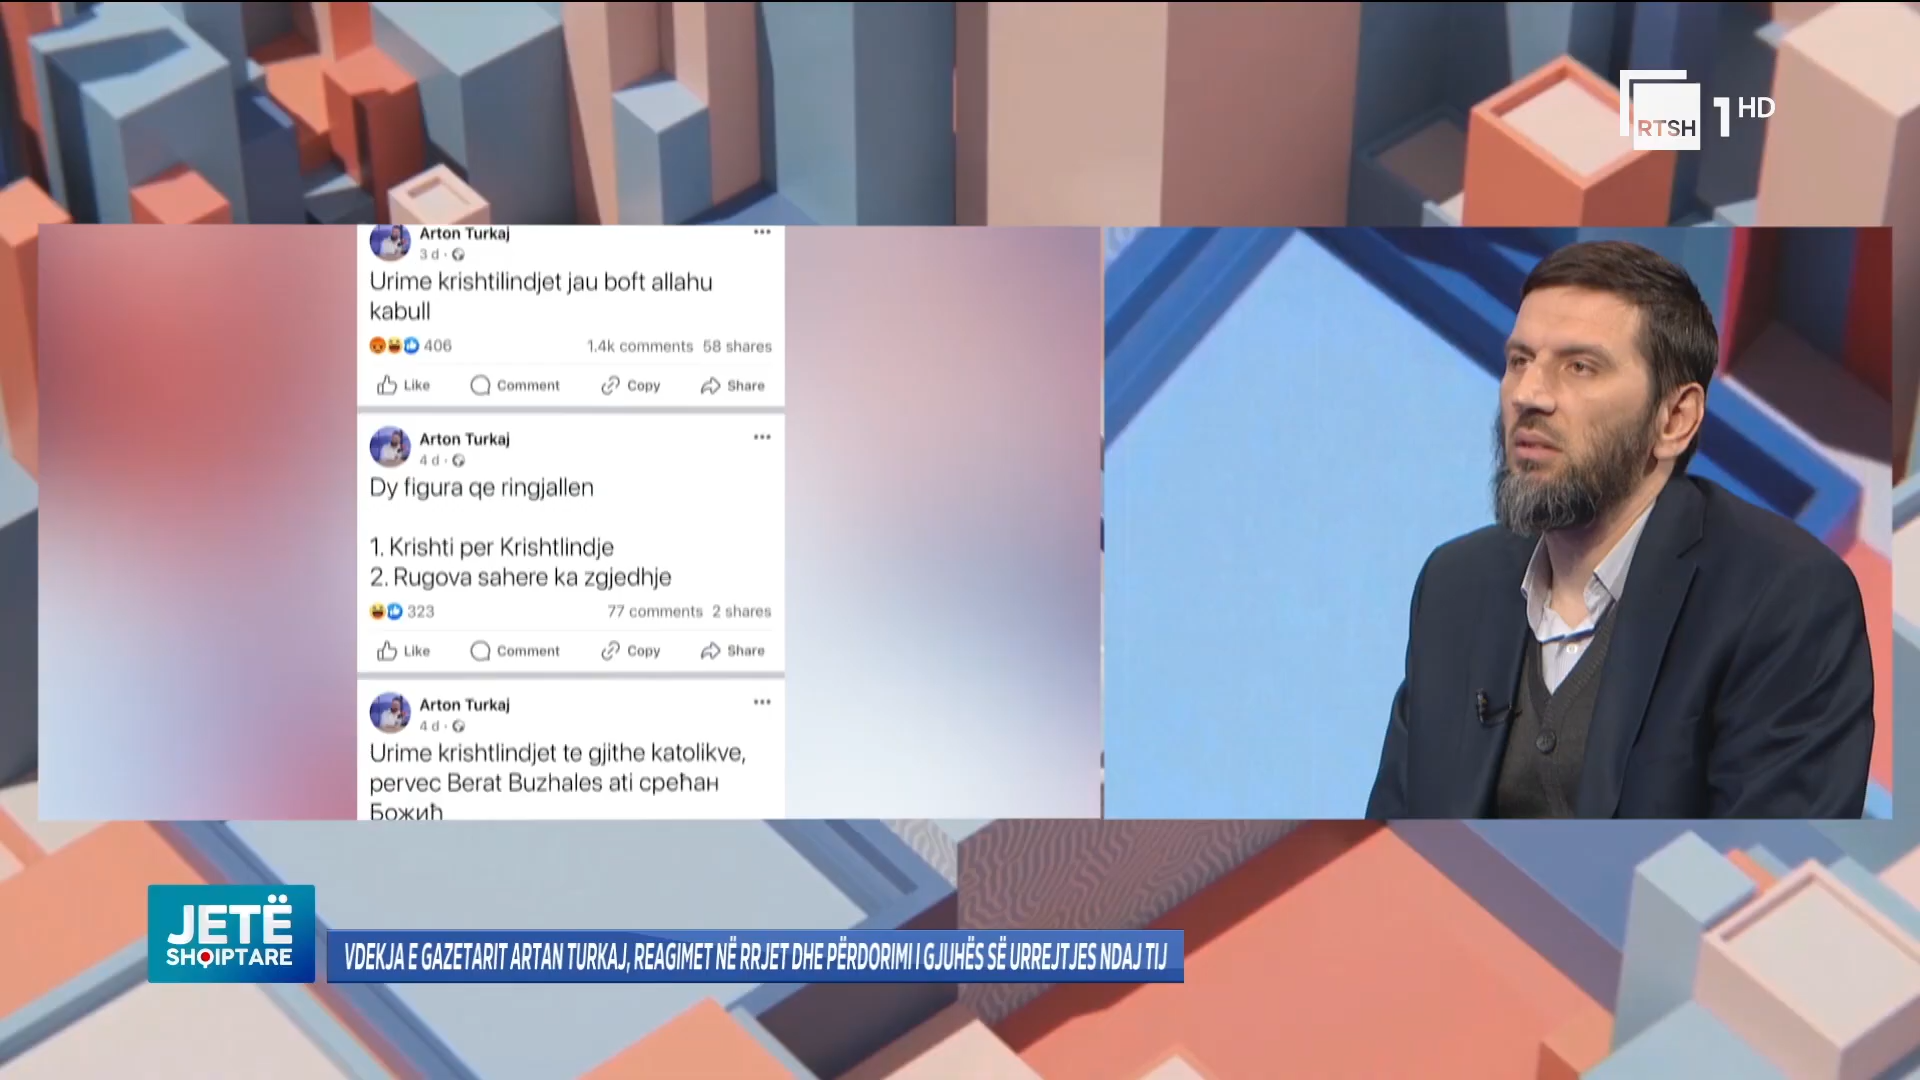 RTSH 1 HD
Arton Turkaj
3 d
Urime krishtilindjet jau boft allahu
kabull
406 1.4k comments 58 shares
Like Comment Copy Share
Arton Turkaj
4 d
Dy figura qe ringjallen
1. Krishti per Krishtlindje
2. Rugova sahere ka zgjedhje
323 77 comments 2 shares
Like Comment Copy Share
Arton Turkaj
4 d
Urime krishtlindjet te gjithe katolikve,
pervec Berat Buzhales ati срећан
Божић
JETË
SHQIPTARE
VDEKJA E GAZETARIT ARTAN TURKAJ, REAGIMET NË RRJET DHE PËRDORIMI I GJUHËS SË URREJTJES NDAJ TIJ